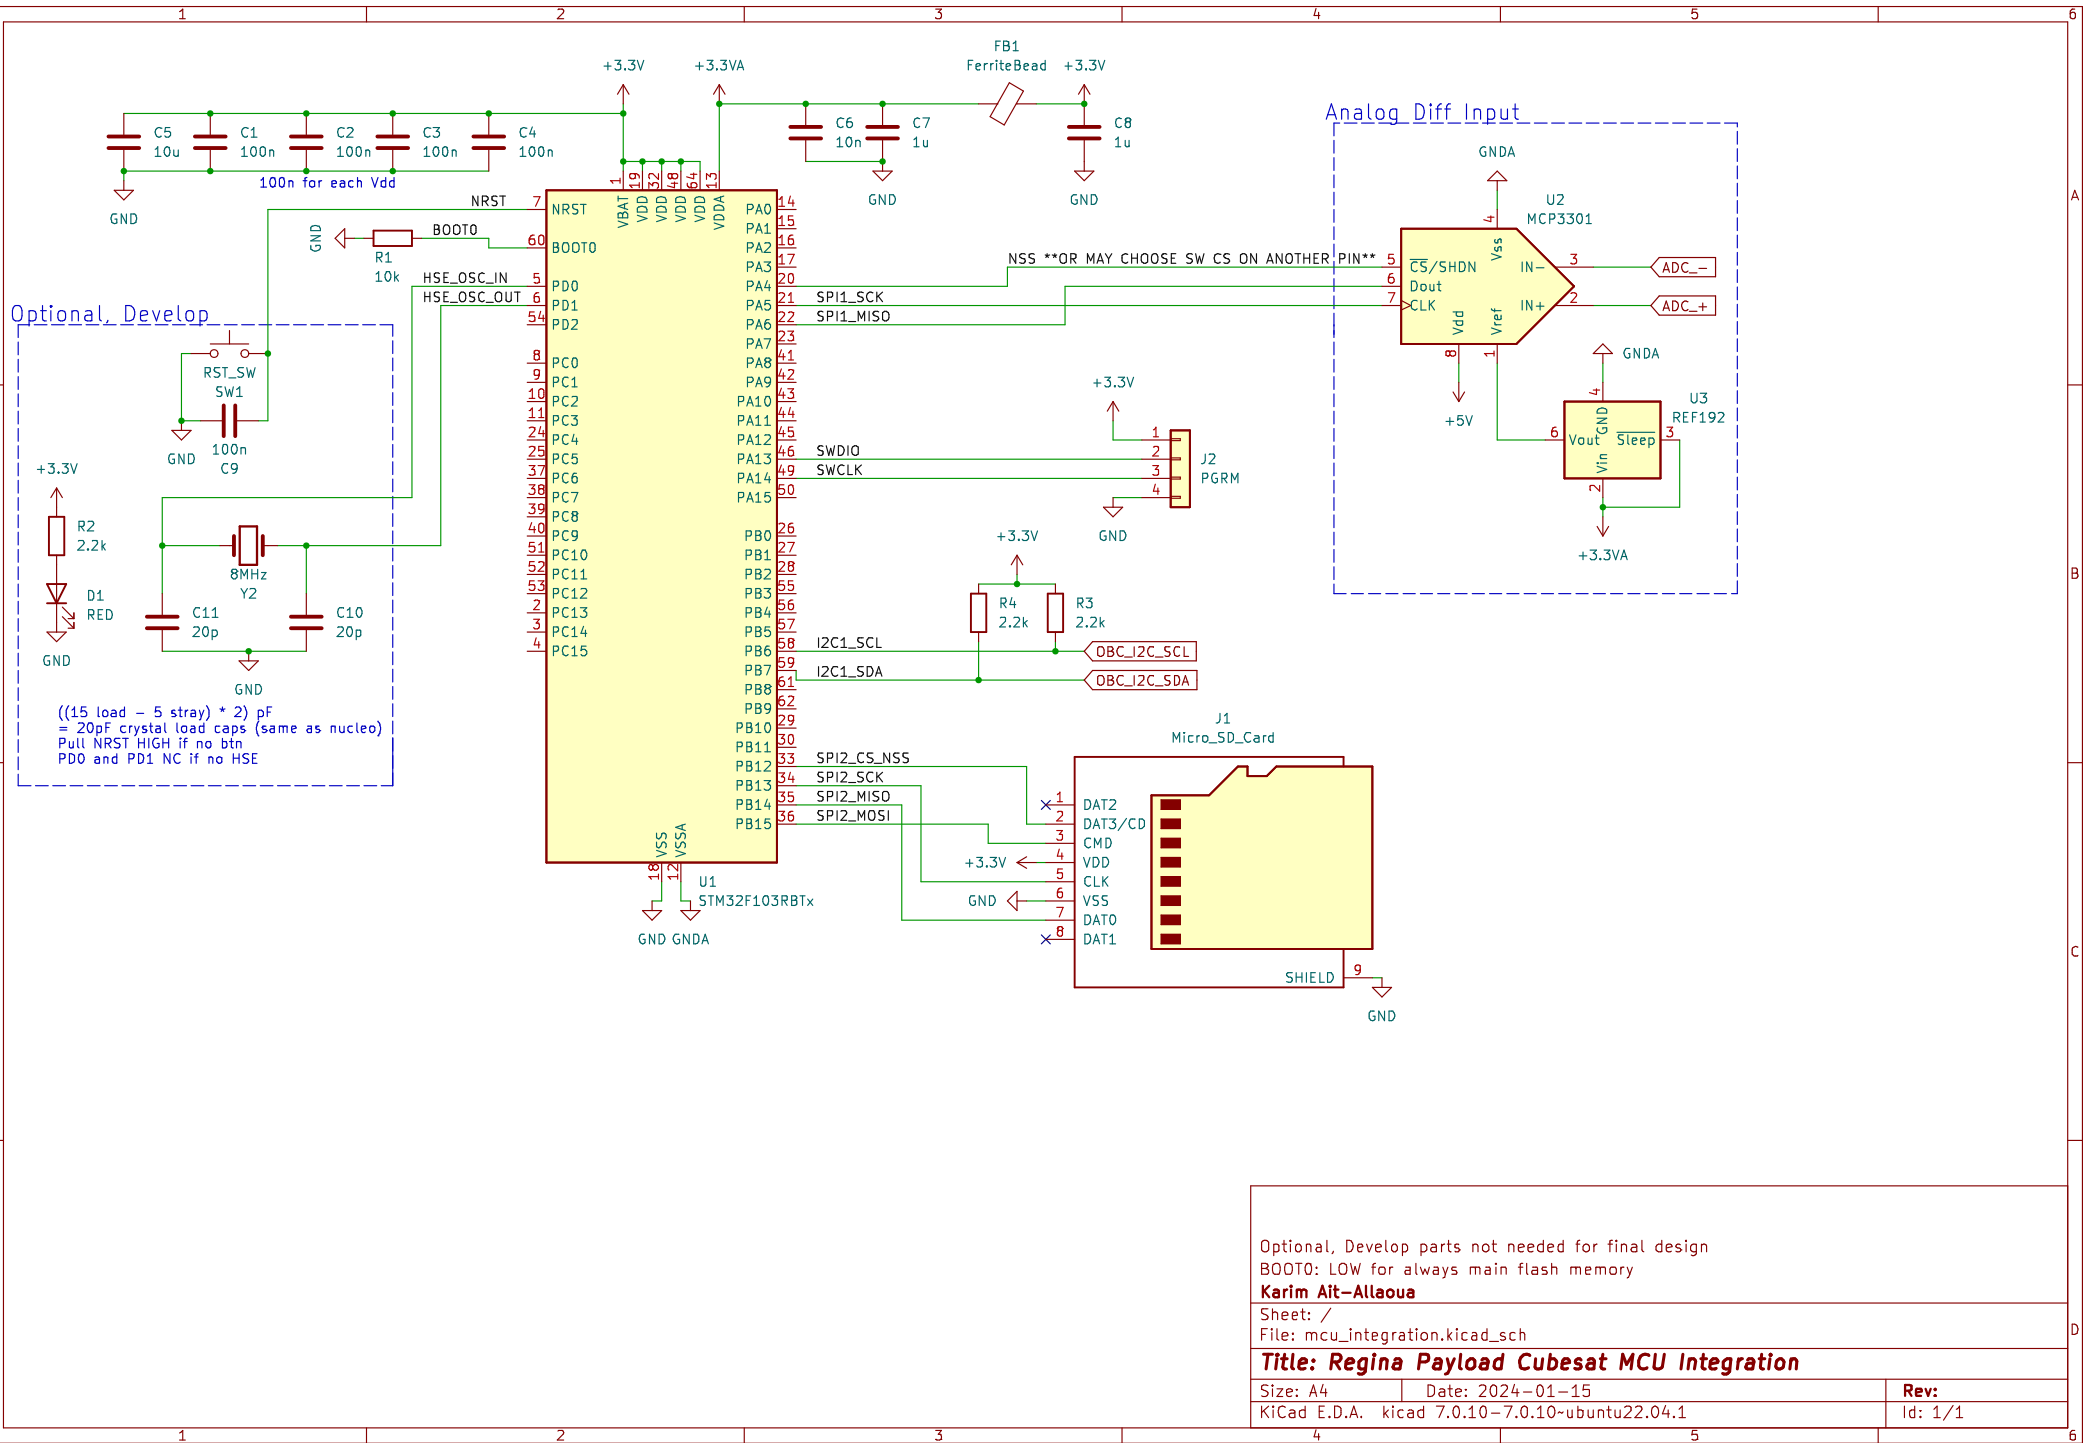 1 2 3 4 5 6
FB1
FerriteBead
+3.3V
+3.3VA
+3.3V
C5
10u
C1
100n
C2
100n
C3
100n
C4
100n
100n for each Vdd
GND
C6
10n
C7
1u
C8
1u
GND
GND
Analog Diff Input
GNDA
U2
MCP3301
4
Vss
5 CS/SHDN
6 Dout
7 CLK
IN- 3
IN+ 2
Vdd
8
Vref
1
ADC_-
ADC_+
+5V
GNDA
U3
REF192
4
GND
6 Vout
Sleep 3
Vin
2
+3.3VA
NRST
GND
R1
10k
BOOT0
HSE_OSC_IN
HSE_OSC_OUT
1 VBAT
19 VDD
32 VDD
48 VDD
64 VDD
13 VDDA
7 NRST
60 BOOT0
5 PD0
6 PD1
54 PD2
8 PC0
9 PC1
10 PC2
11 PC3
24 PC4
25 PC5
37 PC6
38 PC7
39 PC8
40 PC9
51 PC10
52 PC11
53 PC12
2 PC13
3 PC14
4 PC15
PA0 14
PA1 15
PA2 16
PA3 17
PA4 20
PA5 21
PA6 22
PA7 23
PA8 41
PA9 42
PA10 43
PA11 44
PA12 45
PA13 46
PA14 49
PA15 50
PB0 26
PB1 27
PB2 28
PB3 55
PB4 56
PB5 57
PB6 58
PB7 59
PB8 61
PB9 62
PB10 29
PB11 30
PB12 33
PB13 34
PB14 35
PB15 36
VSS 18
VSSA 12
U1
STM32F103RBTx
GND GNDA
NSS **OR MAY CHOOSE SW CS ON ANOTHER PIN**
SPI1_SCK
SPI1_MISO
+3.3V
SWDIO
SWCLK
1
2
3
4
J2
PGRM
GND
+3.3V
R4
2.2k
R3
2.2k
I2C1_SCL
I2C1_SDA
OBC_I2C_SCL
OBC_I2C_SDA
J1
Micro_SD_Card
SPI2_CS_NSS
SPI2_SCK
SPI2_MISO
SPI2_MOSI
1 DAT2
2 DAT3/CD
3 CMD
+3.3V 4 VDD
5 CLK
GND 6 VSS
7 DAT0
8 DAT1
SHIELD 9
GND
Optional, Develop
RST_SW
SW1
GND
100n
C9
+3.3V
R2
2.2k
D1
RED
GND
8MHz
Y2
C11
20p
C10
20p
GND
((15 load - 5 stray) * 2) pF
= 20pF crystal load caps (same as nucleo)
Pull NRST HIGH if no btn
PD0 and PD1 NC if no HSE
A
B
C
D
Optional, Develop parts not needed for final design
BOOT0: LOW for always main flash memory
Karim Ait-Allaoua
Sheet: /
File: mcu_integration.kicad_sch
Title: Regina Payload Cubesat MCU Integration
Size: A4 Date: 2024-01-15 Rev:
KiCad E.D.A. kicad 7.0.10-7.0.10~ubuntu22.04.1 Id: 1/1
1 2 3 4 5 6